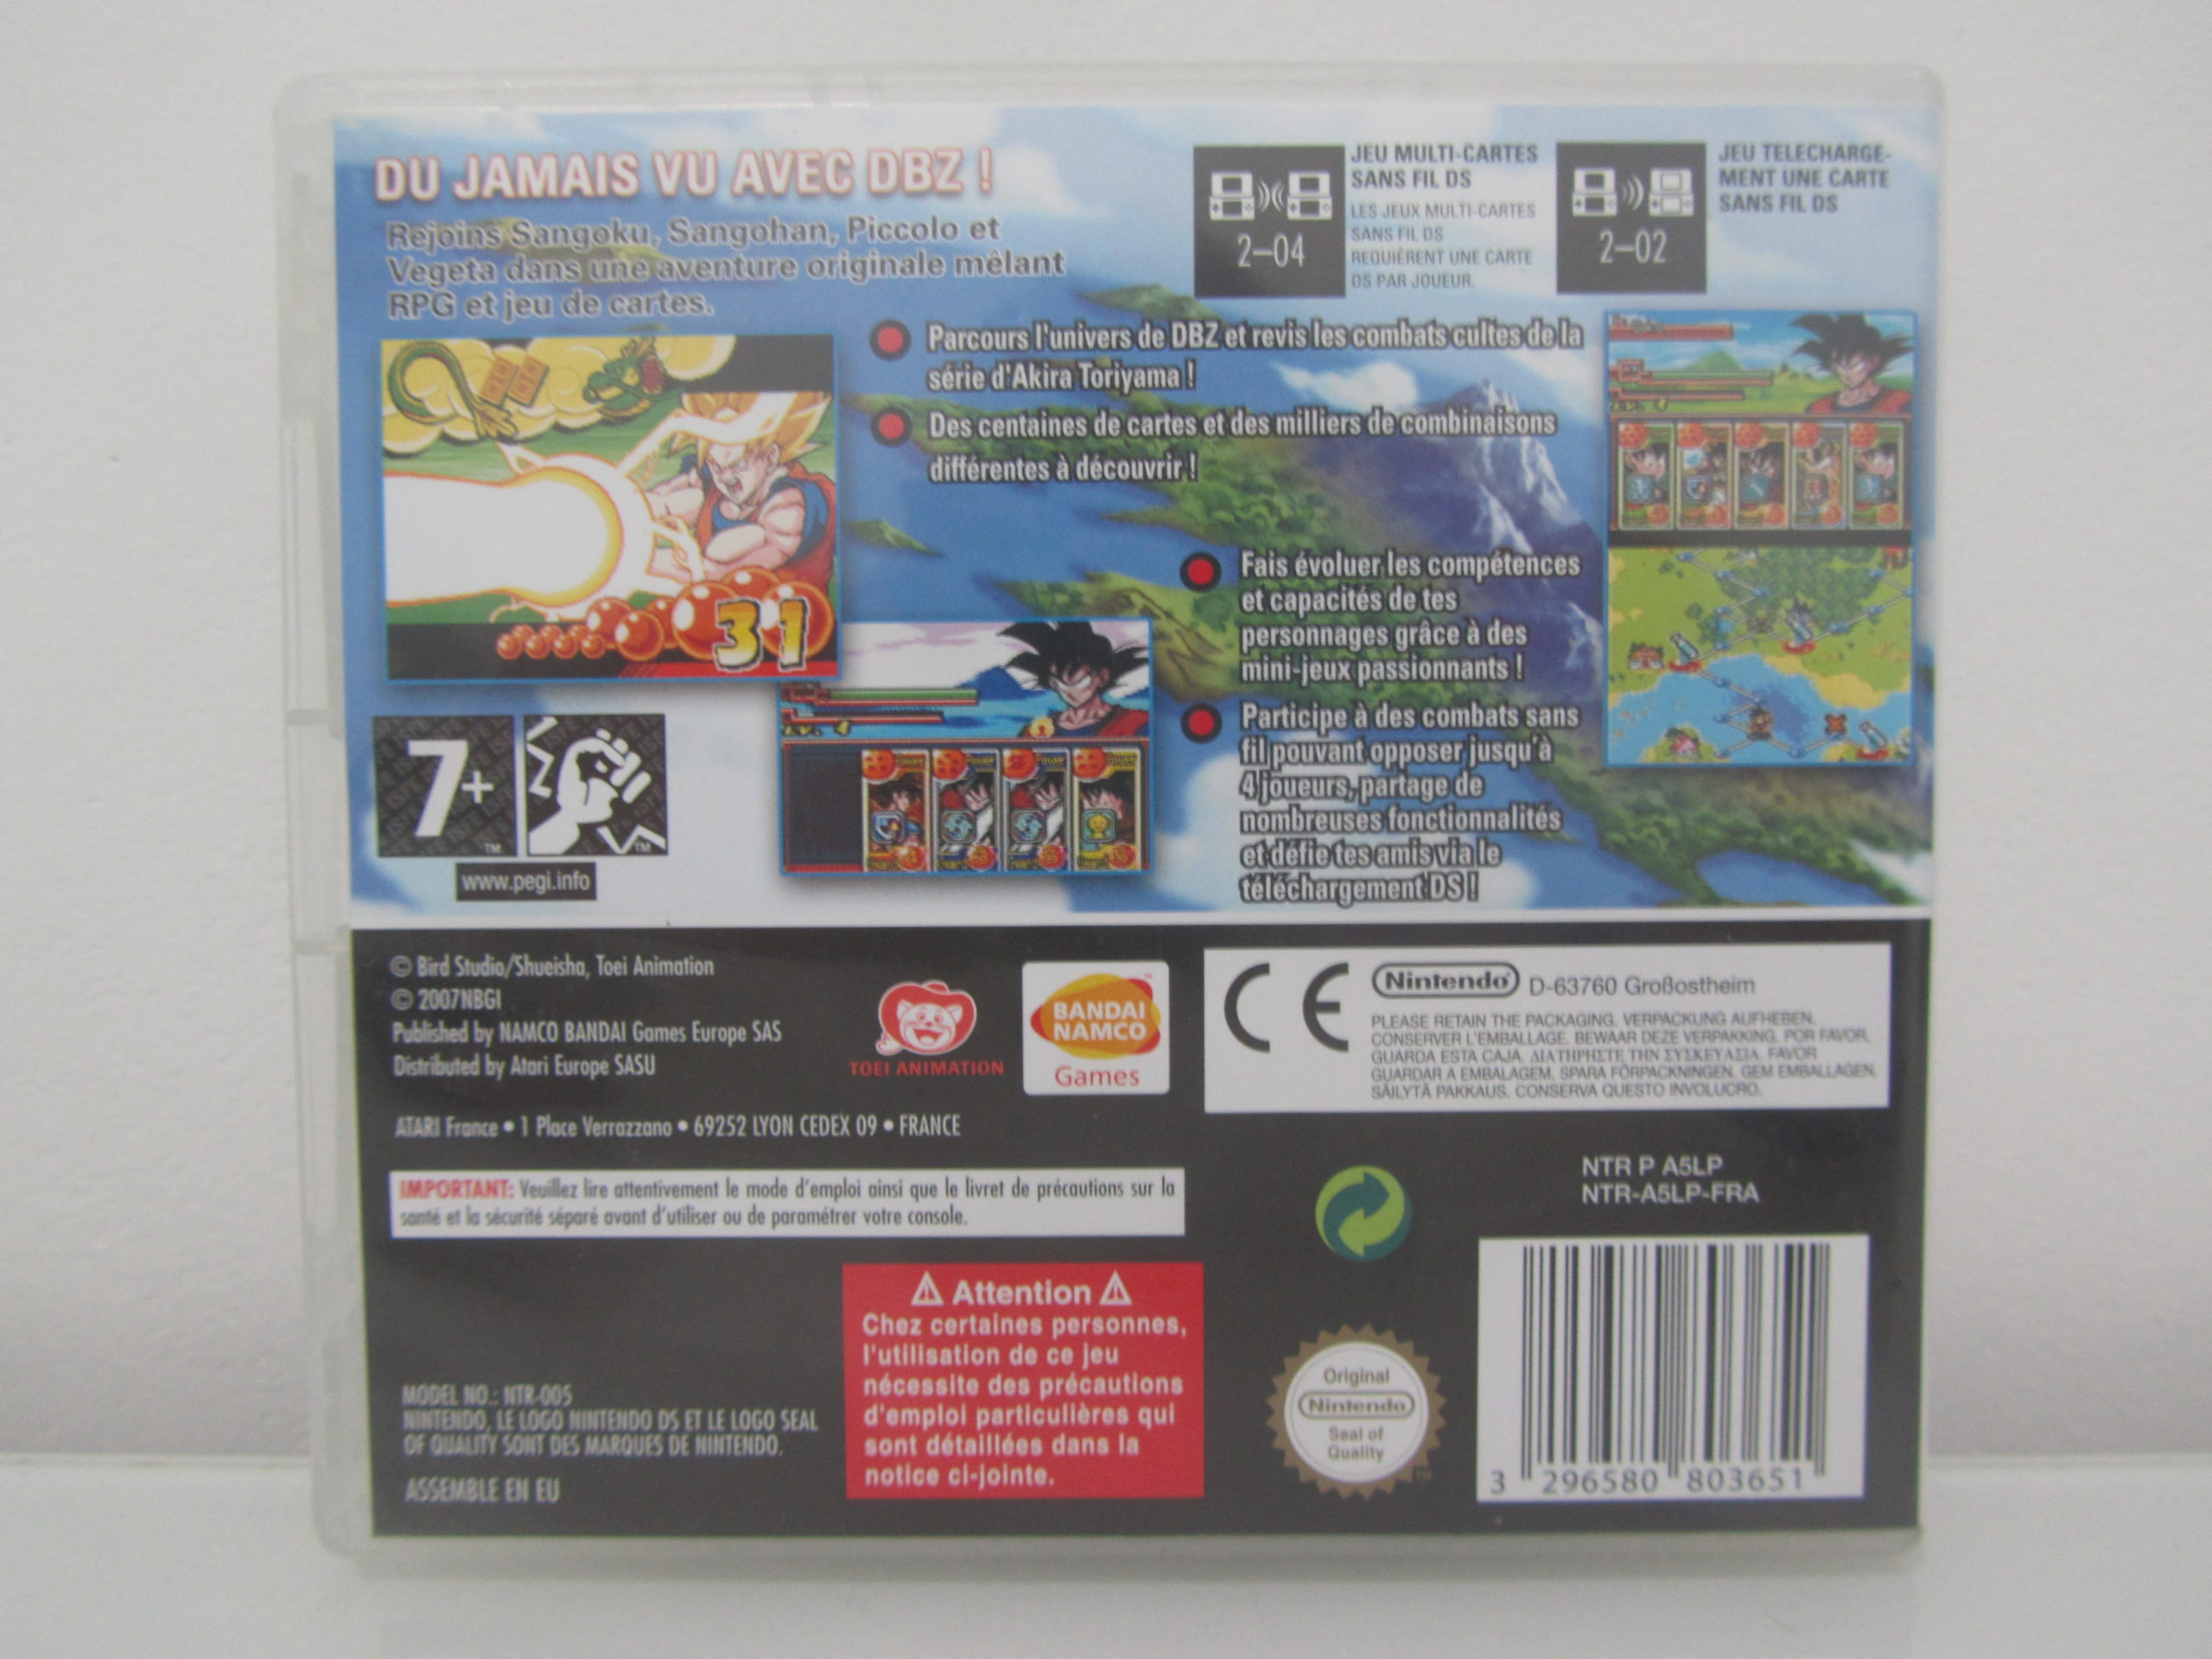 DU JAMAIS VU AVEC DBZ !
Rejoins Sangoku, Sangohan, Piccolo et
Vegeta dans une aventure originale mêlant
RPG et jeu de cartes.
2–04
JEU MULTI-CARTES
SANS FIL DS
LES JEUX MULTI-CARTES
SANS FIL DS
REQUIÈRENT UNE CARTE
DS PAR JOUEUR.
2–02
JEU TELECHARGE-
MENT UNE CARTE
SANS FIL DS
Parcours l'univers de DBZ et revis les combats cultes de la
série d'Akira Toriyama !
Des centaines de cartes et des milliers de combinaisons
différentes à découvrir !
Fais évoluer les compétences
et capacités de tes
personnages grâce à des
mini-jeux passionnants !
Participe à des combats sans
fil pouvant opposer jusqu'à
4 joueurs, partage de
nombreuses fonctionnalités
et défie tes amis via le
téléchargement DS !
31
7+
TM
TM
www.pegi.info
© Bird Studio/Shueisha, Toei Animation
© 2007NBGI
Published by NAMCO BANDAI Games Europe SAS
Distributed by Atari Europe SASU
TOEI ANIMATION
BANDAI
NAMCO
Games
ATARI France • 1 Place Verrazzano • 69252 LYON CEDEX 09 • FRANCE
CE
Nintendo D-63760 Großostheim
PLEASE RETAIN THE PACKAGING. VERPACKUNG AUFHEBEN.
CONSERVER L'EMBALLAGE. BEWAAR DEZE VERPAKKING. POR FAVOR,
GUARDA ESTA CAJA. ΔΙΑΤΗΡΗΣΤΕ ΤΗΝ ΣΥΣΚΕΥΑΣΙΑ. FAVOR
GUARDAR A EMBALAGEM. SPARA FÖRPACKNINGEN. GEM EMBALLAGEN.
SÄILYTÄ PAKKAUS. CONSERVA QUESTO INVOLUCRO.
IMPORTANT: Veuillez lire attentivement le mode d'emploi ainsi que le livret de précautions sur la
santé et la sécurité séparé avant d'utiliser ou de paramétrer votre console.
NTR P A5LP
NTR-A5LP-FRA
Attention
Chez certaines personnes,
l'utilisation de ce jeu
nécessite des précautions
d'emploi particulières qui
sont détaillées dans la
notice ci-jointe.
MODEL NO.: NTR-005
NINTENDO, LE LOGO NINTENDO DS ET LE LOGO SEAL
OF QUALITY SONT DES MARQUES DE NINTENDO.
ASSEMBLE EN EU
Original
Nintendo
Seal of
Quality
TM
3 296580 803651